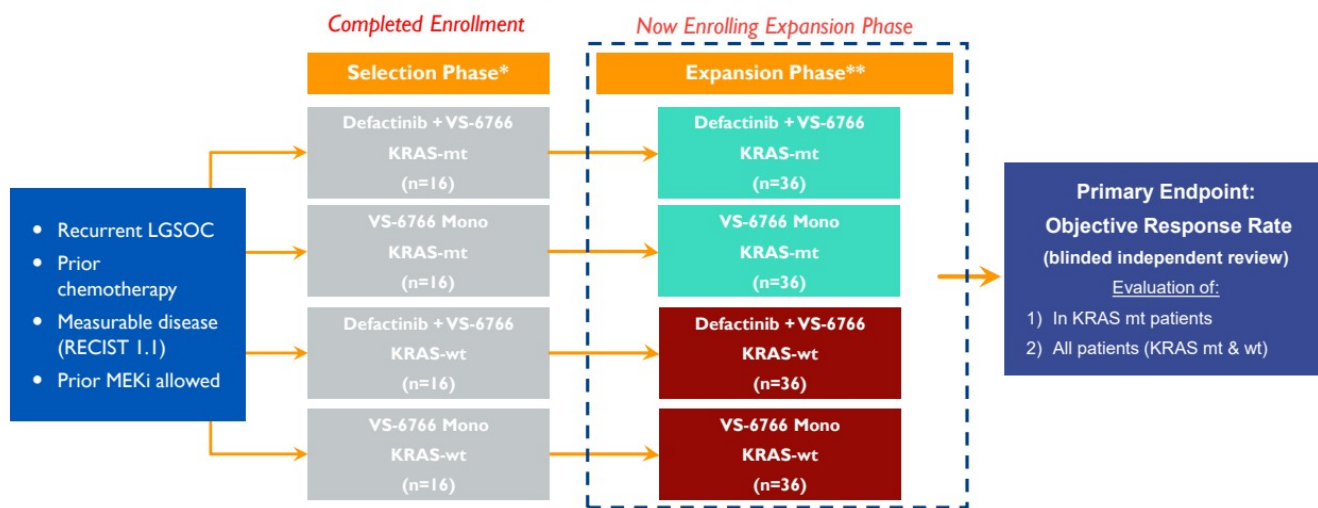 Completed Enrollment
Now Enrolling Expansion Phase
Selection Phase*
Expansion Phase**
• Recurrent LGSOC
• Prior
chemotherapy
• Measurable disease
(RECIST 1.1)
• Prior MEKi allowed
Defactinib + VS-6766
KRAS-mt
(n=16)
VS-6766 Mono
KRAS-mt
(n=16)
Defactinib + VS-6766
KRAS-wt
(n=16)
VS-6766 Mono
KRAS-wt
(n=16)
Defactinib + VS-6766
KRAS-mt
(n=36)
VS-6766 Mono
KRAS-mt
(n=36)
Defactinib + VS-6766
KRAS-wt
(n=36)
VS-6766 Mono
KRAS-wt
(n=36)
Primary Endpoint:
Objective Response Rate
(blinded independent review)
Evaluation of:
1) In KRAS mt patients
2) All patients (KRAS mt & wt)